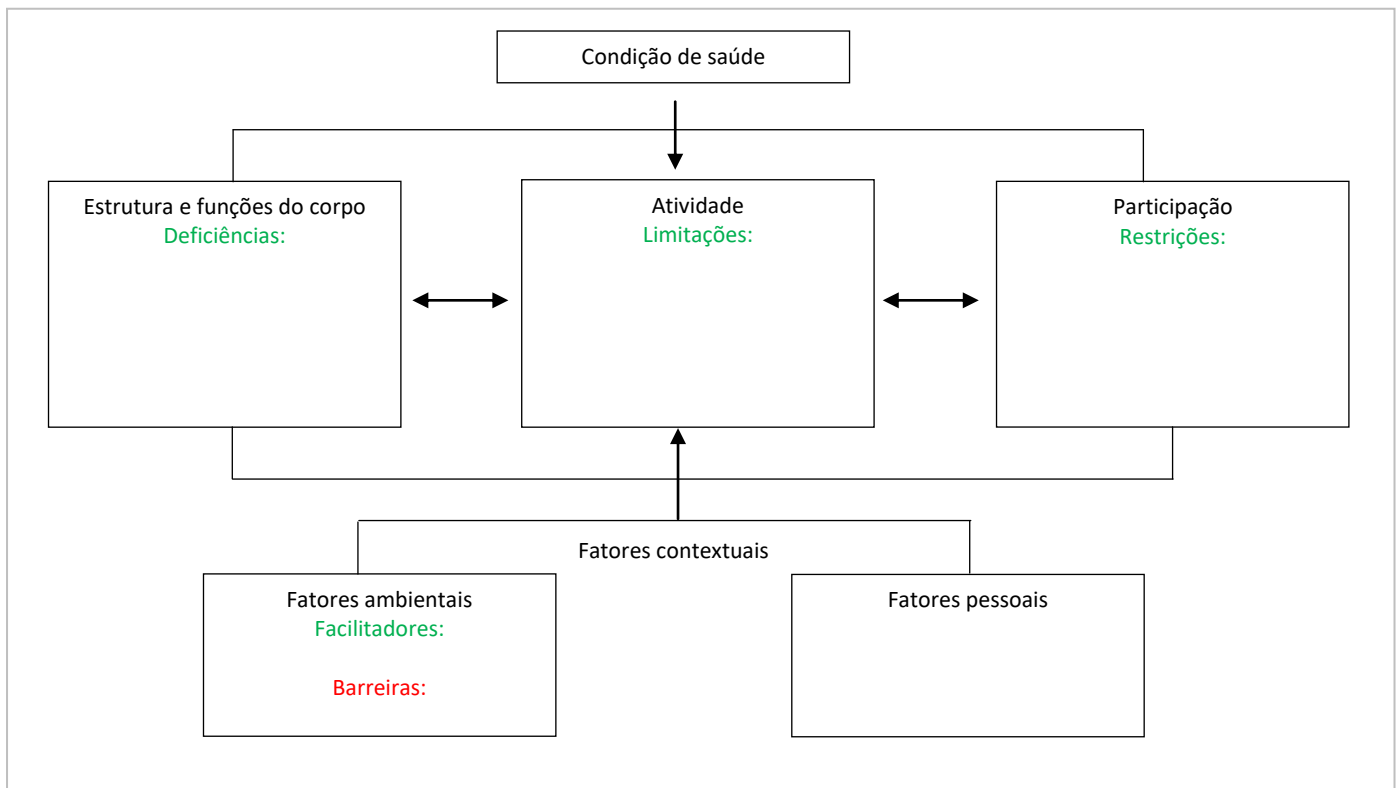 Condição de saúde
Estrutura e funções do corpo
Deficiências:
Atividade
Limitações:
Participação
Restrições:
Fatores contextuais
Fatores ambientais
Facilitadores:
Barreiras:
Fatores pessoais